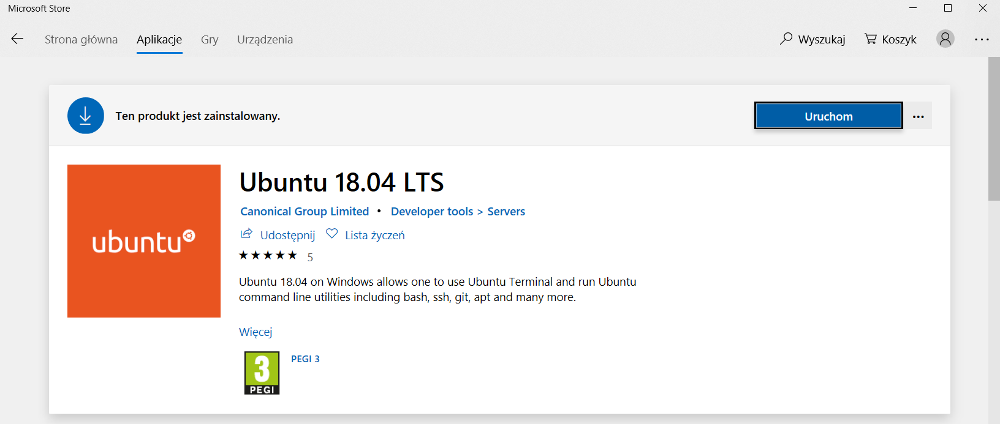 Microsoft Store
Strona główna Aplikacje Gry Urządzenia Wyszukaj Koszyk
Ten produkt jest zainstalowany. Uruchom
ubuntu
Ubuntu 18.04 LTS
Canonical Group Limited • Developer tools > Servers
Udostępnij Lista życzeń
5
Ubuntu 18.04 on Windows allows one to use Ubuntu Terminal and run Ubuntu
command line utilities including bash, ssh, git, apt and many more.
Więcej
3 PEGI 3
PEGI